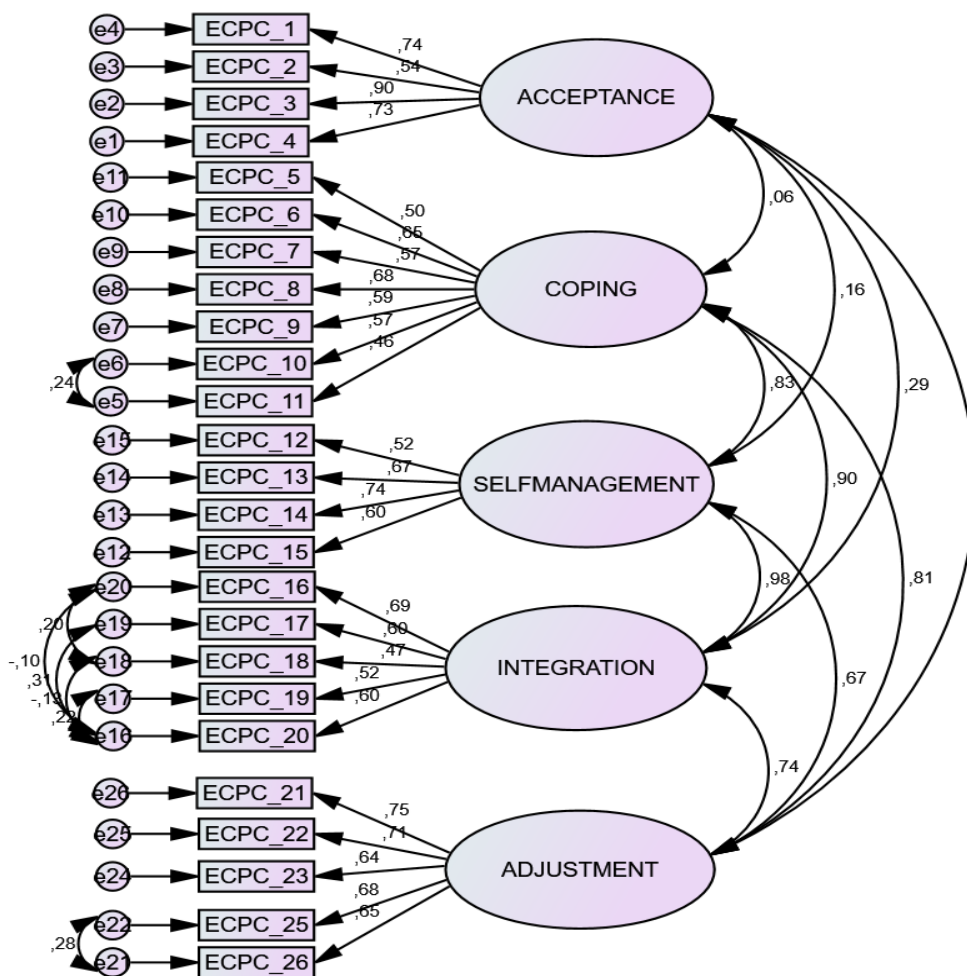 e4 ECPC_1
,74
e3 ECPC_2
,54
ACCEPTANCE
e2 ECPC_3
,90
e1 ECPC_4
,73
e11 ECPC_5
,06
e10 ECPC_6
,50
,65
e9 ECPC_7
,57
e8 ECPC_8
,68
COPING
,16
e7 ECPC_9
,59
,57
e6 ECPC_10
,46
,24
,83
,29
e5 ECPC_11
e15 ECPC_12
,52
e14 ECPC_13
,67
SELFMANAGEMENT
,90
e13 ECPC_14
,74
,60
e12 ECPC_15
e20 ECPC_16
,98
,81
,69
e19 ECPC_17
,20
,60
,47
e18 ECPC_18
-,10
INTEGRATION
,31
,52
,67
e17 ECPC_19
,60
,22
e16 ECPC_20
,74
e26 ECPC_21
,75
e25 ECPC_22
,71
e24 ECPC_23
,64
ADJUSTMENT
,68
e22 ECPC_25
,65
,28
e21 ECPC_26